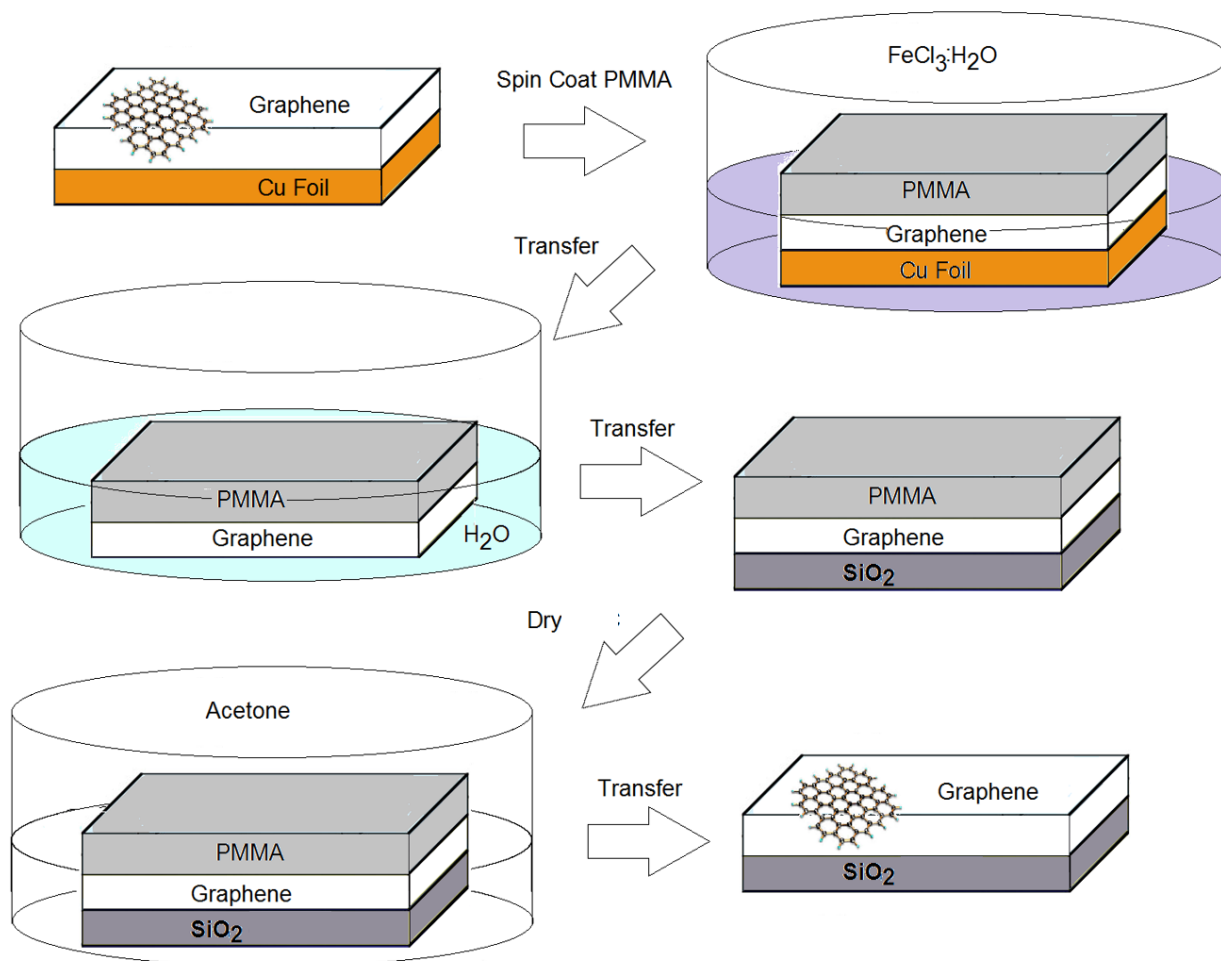 Graphene
Cu Foil
Spin Coat PMMA
FeCl3:H2O
PMMA
Graphene
Cu Foil
Transfer
PMMA
Graphene
H2O
Transfer
PMMA
Graphene
SiO2
Dry
Acetone
PMMA
Graphene
SiO2
Transfer
Graphene
SiO2